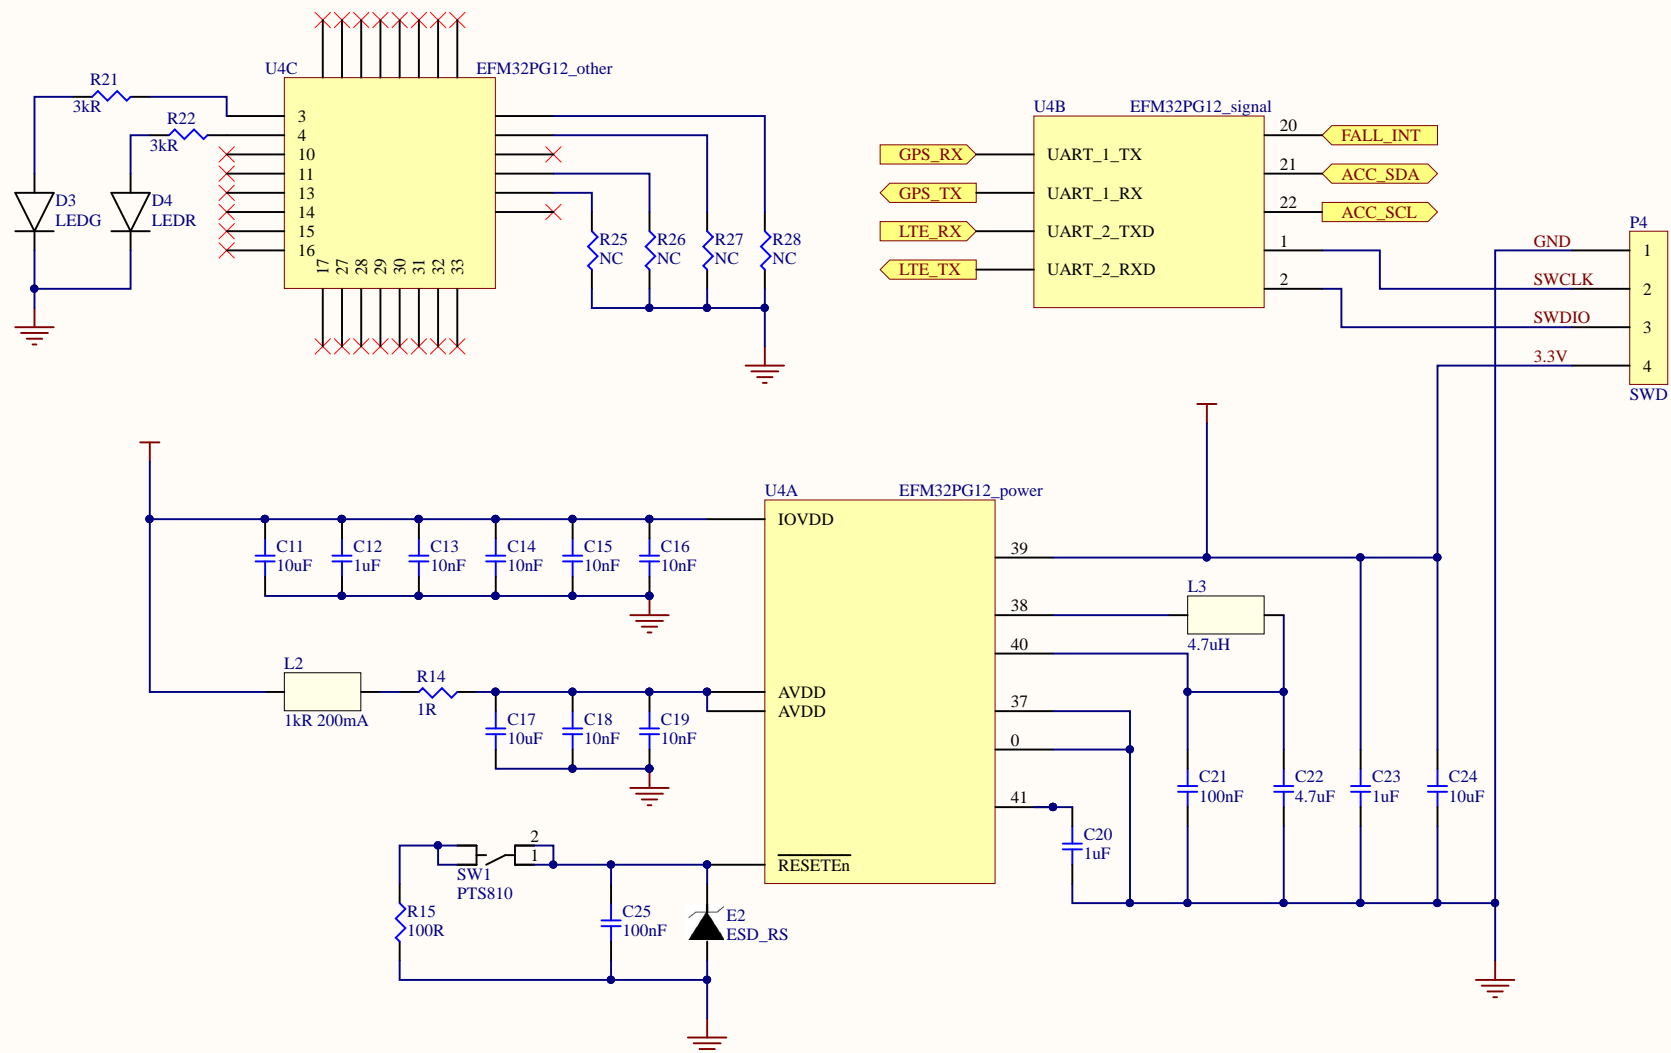 U4C
EFM32PG12_other
R21
3kR
R22
3kR
3
4
10
11
13
14
15
16
17
27
28
29
30
31
32
33
D3
LEDG
D4
LEDR
R25
NC
R26
NC
R27
NC
R28
NC
U4B
EFM32PG12_signal
GPS_RX
UART_1_TX
GPS_TX
UART_1_RX
LTE_RX
UART_2_TXD
LTE_TX
UART_2_RXD
20
FALL_INT
21
ACC_SDA
22
ACC_SCL
1
2
P4
GND
1
SWCLK
2
SWDIO
3
3.3V
4
SWD
U4A
EFM32PG12_power
IOVDD
C11
10uF
C12
1uF
C13
10nF
C14
10nF
C15
10nF
C16
10nF
L2
1kR 200mA
R14
1R
AVDD
AVDD
C17
10uF
C18
10nF
C19
10nF
39
38
40
37
0
41
L3
4.7uH
C21
100nF
C22
4.7uF
C23
1uF
C24
10uF
C20
1uF
RESETEn
2
1
SW1
PTS810
R15
100R
C25
100nF
E2
ESD_RS